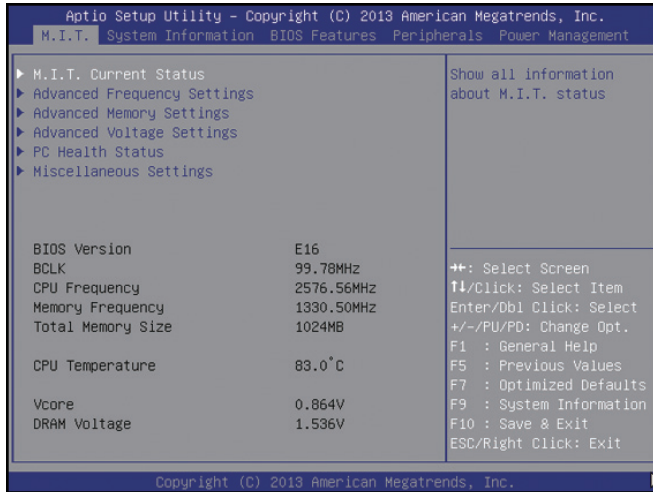 Aptio Setup Utility – Copyright (C) 2013 American Megatrends, Inc.
M.I.T. System Information BIOS Features Peripherals Power Management
M.I.T. Current Status
Advanced Frequency Settings
Advanced Memory Settings
Advanced Voltage Settings
PC Health Status
Miscellaneous Settings
Show all information
about M.I.T. status
BIOS Version E16
BCLK 99.78MHz
CPU Frequency 2576.56MHz
Memory Frequency 1330.50MHz
Total Memory Size 1024MB
CPU Temperature 83.0°C
Vcore 0.864V
DRAM Voltage 1.536V
→←: Select Screen
↑↓/Click: Select Item
Enter/Dbl Click: Select
+/-/PU/PD: Change Opt.
F1 : General Help
F5 : Previous Values
F7 : Optimized Defaults
F9 : System Information
F10 : Save & Exit
ESC/Right Click: Exit
Copyright (C) 2013 American Megatrends, Inc.